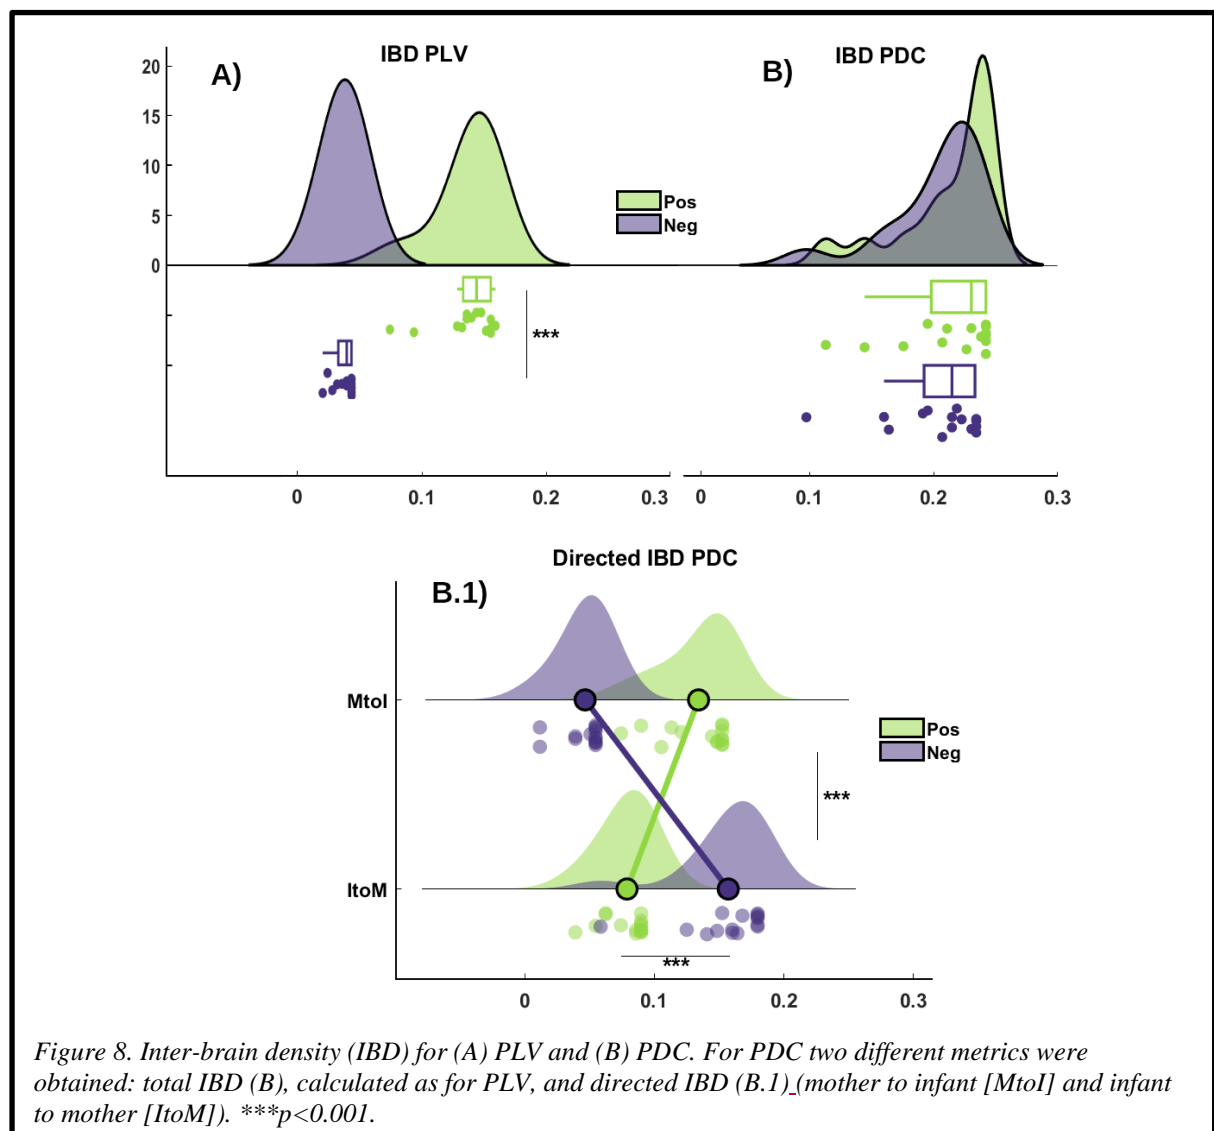 IBD PLV
A)
20
15
10
5
0
Pos
Neg
***
0 0.1 0.2 0.3
IBD PDC
B)
0 0.1 0.2 0.3
Directed IBD PDC
B.1)
MtoI
ItoM
Pos
Neg
***
***
0 0.1 0.2 0.3
Figure 8. Inter-brain density (IBD) for (A) PLV and (B) PDC. For PDC two different metrics were
obtained: total IBD (B), calculated as for PLV, and directed IBD (B.1) (mother to infant [MtoI] and infant
to mother [ItoM]). ***p<0.001.